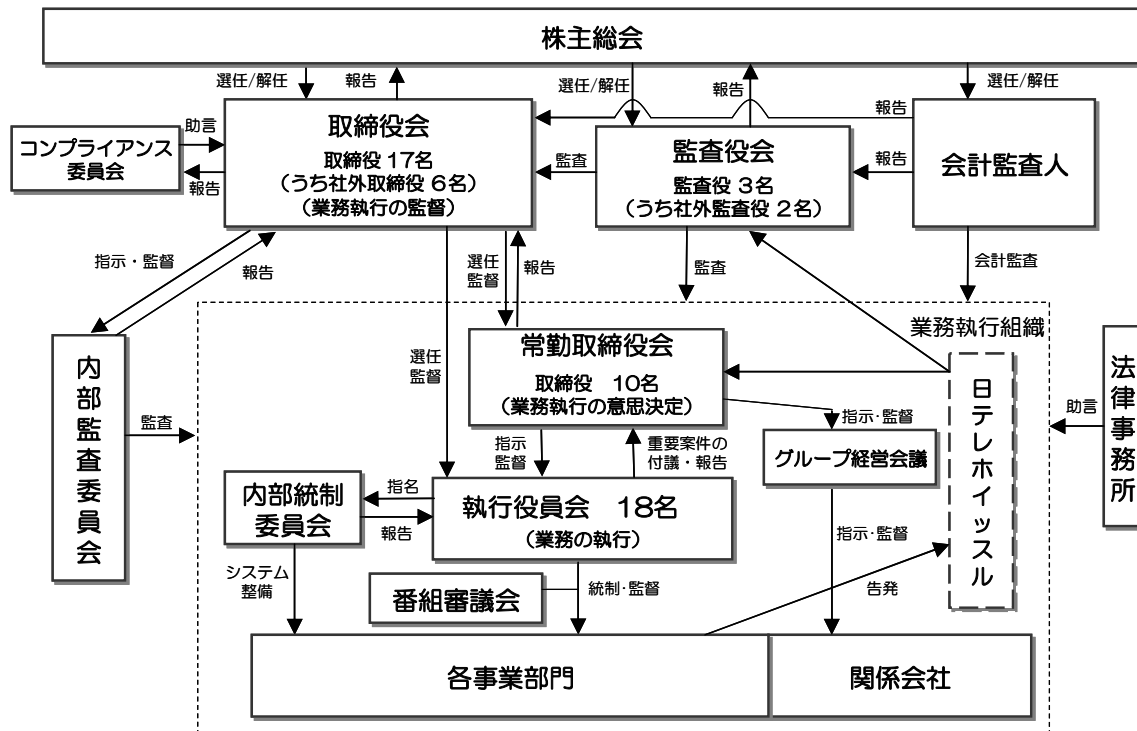 株主総会
選任/解任
報告
選任/解任
報告
選任/解任
報告
取締役会
取締役 17名
(うち社外取締役 6名)
(業務執行の監督)
コンプライアンス
委員会
助言
報告
監査
監査役会
監査役 3名
(うち社外監査役 2名)
報告
会計監査人
指示・監督
報告
選任
監督
報告
監査
会計監査
業務執行組織
内部監査委員会
監査
選任
監督
常勤取締役会
取締役 10名
(業務執行の意思決定)
指示・監督
グループ経営会議
日テレホイッスル
助言
法律事務所
指示
監督
重要案件の
付議・報告
内部統制
委員会
指名
報告
執行役員会 18名
(業務の執行)
指示・監督
システム
整備
番組審議会
統制・監督
告発
各事業部門
関係会社